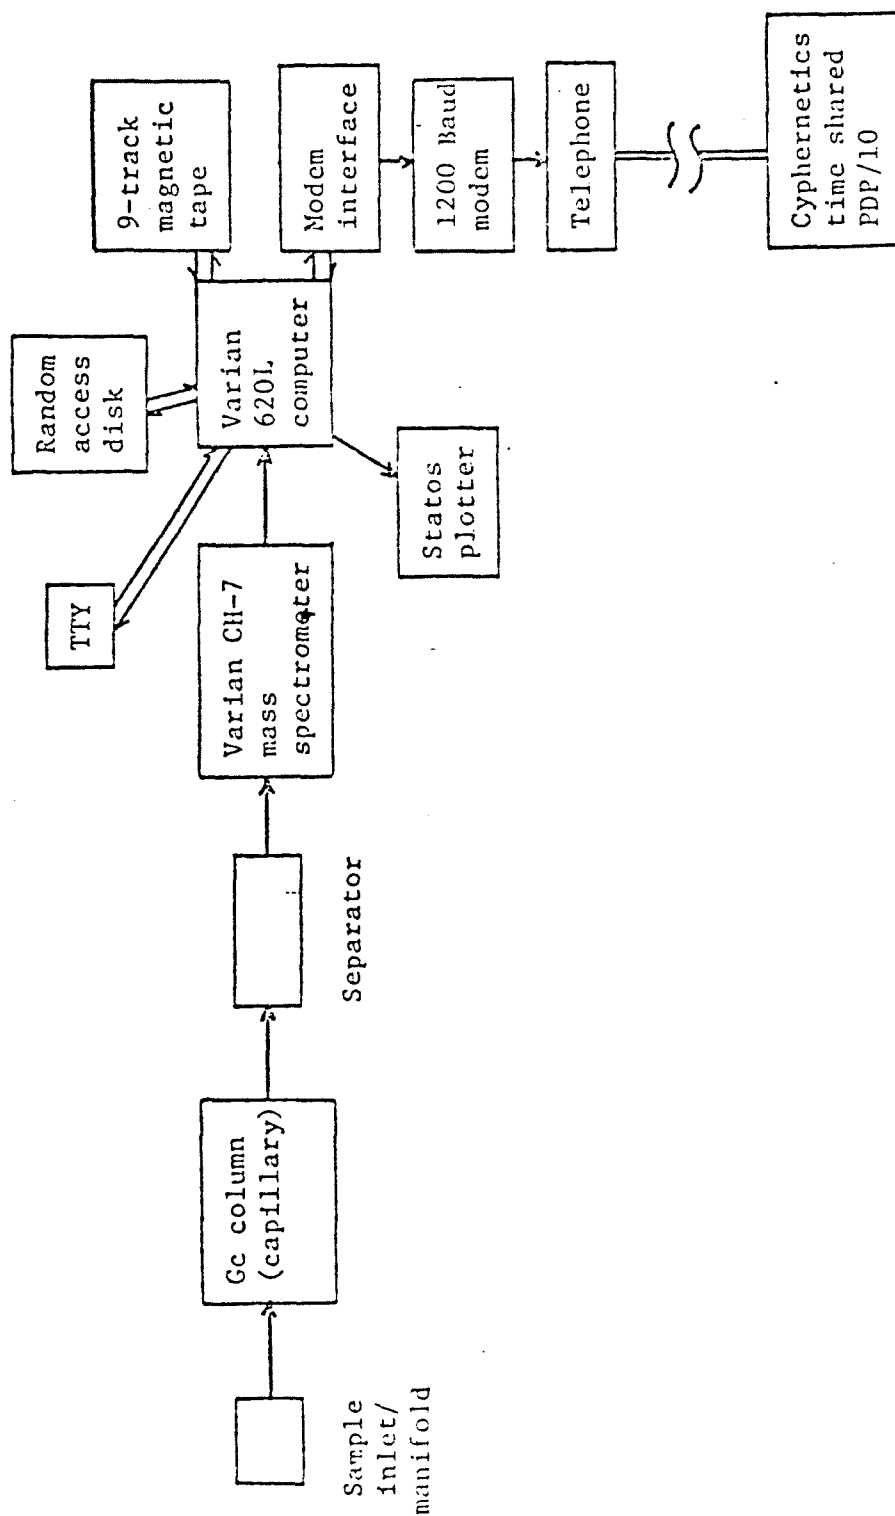 Sample
inlet/
manifold
Gc column
(capillary)
Separator
Varian CH-7
mass
spectrometer
TTY
Random
access
disk
Varian
620L
computer
Statos
plotter
9-track
magnetic
tape
Modem
interface
1200 Baud
modem
Telephone
Cyphernetics
time shared
PDP/10